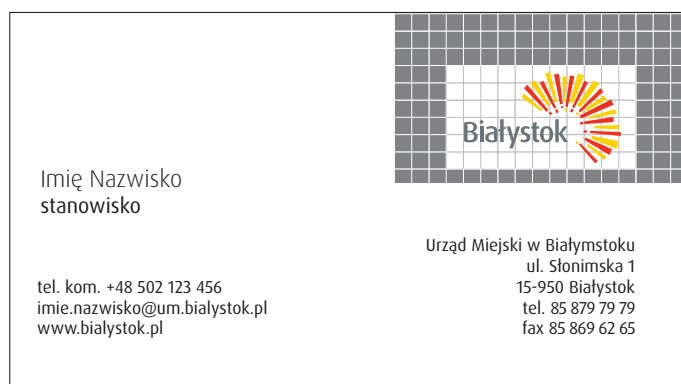 Białystok
Imię Nazwisko
stanowisko
tel. kom. +48 502 123 456
imie.nazwisko@um.bialystok.pl
www.bialystok.pl
Urząd Miejski w Białymstoku
ul. Słonimska 1
15-950 Białystok
tel. 85 879 79 79
fax 85 869 62 65